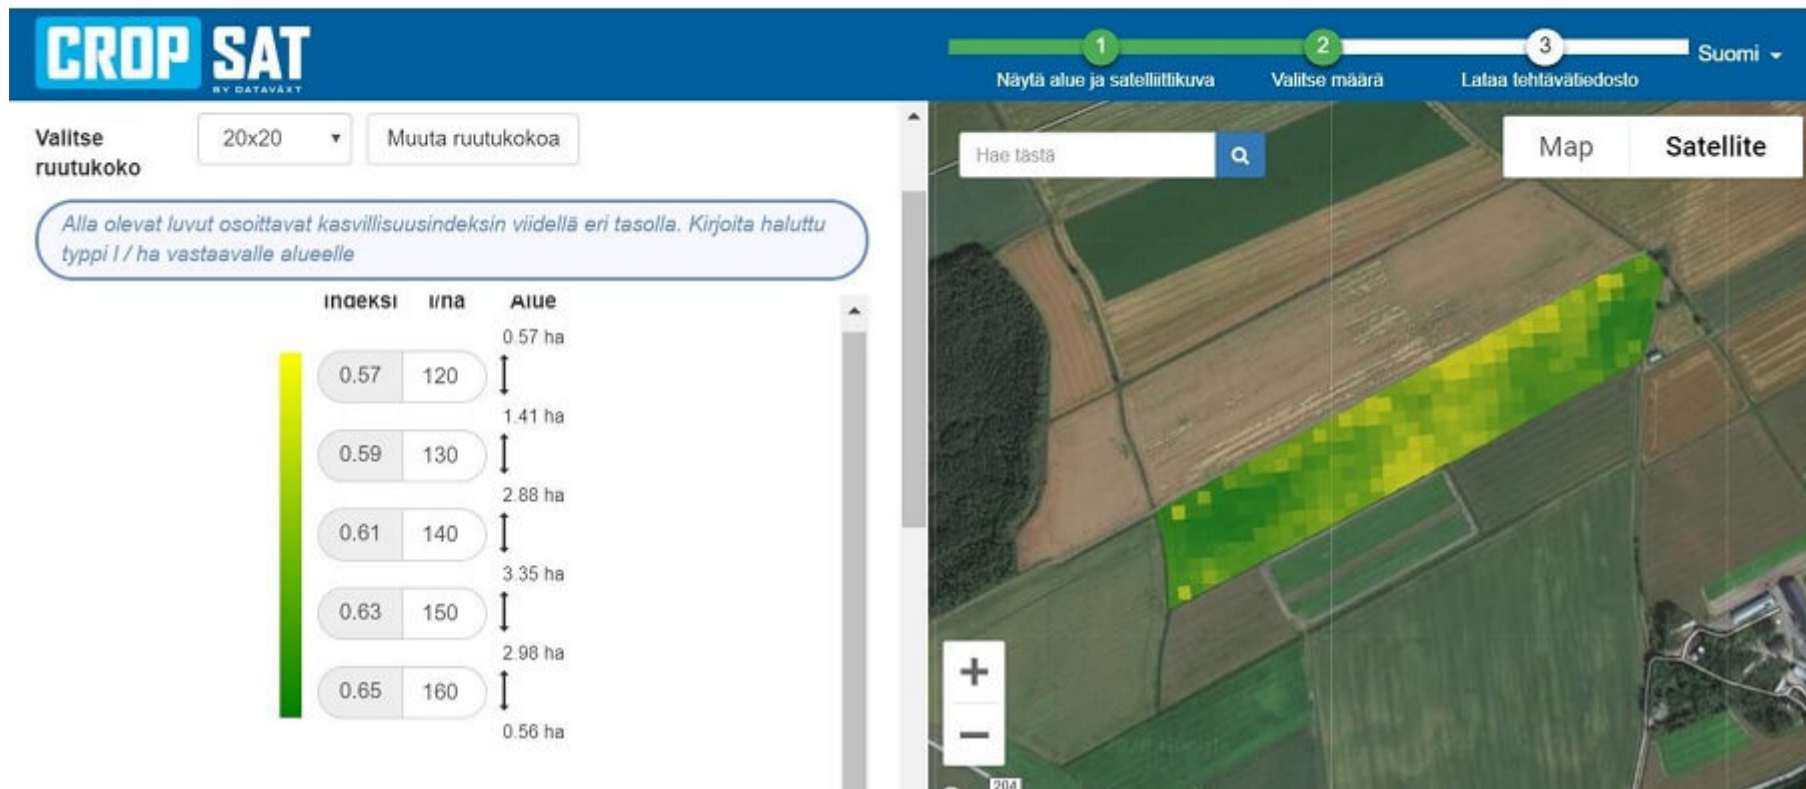 CROP SAT
BY DATAVÄXT
1
2
3
Näytä alue ja satelliittikuva
Valitse määrä
Lataa tehtävätiedosto
Suomi
Valitse ruutukoko
20x20
Muuta ruutukokoa
Alla olevat luvut osoittavat kasvillisuusindeksin viidellä eri tasolla. Kirjoita haluttu
typpi l / ha vastaavalle alueelle
Indeksi l/ha Alue
0.57 ha
0.57 120
1.41 ha
0.59 130
2.88 ha
0.61 140
3.35 ha
0.63 150
2.98 ha
0.65 160
0.56 ha
Hae tästä
Map Satellite
+
−
204